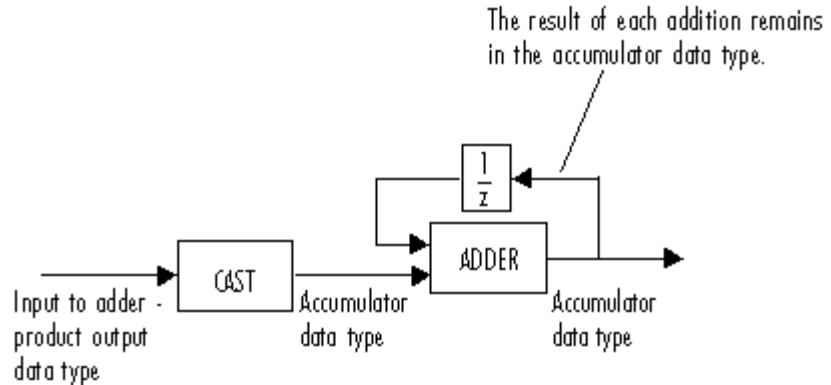 The result of each addition remains
in the accumulator data type.
1
z
ADDER
CAST
Input to adder -
product output
data type
Accumulator
data type
Accumulator
data type